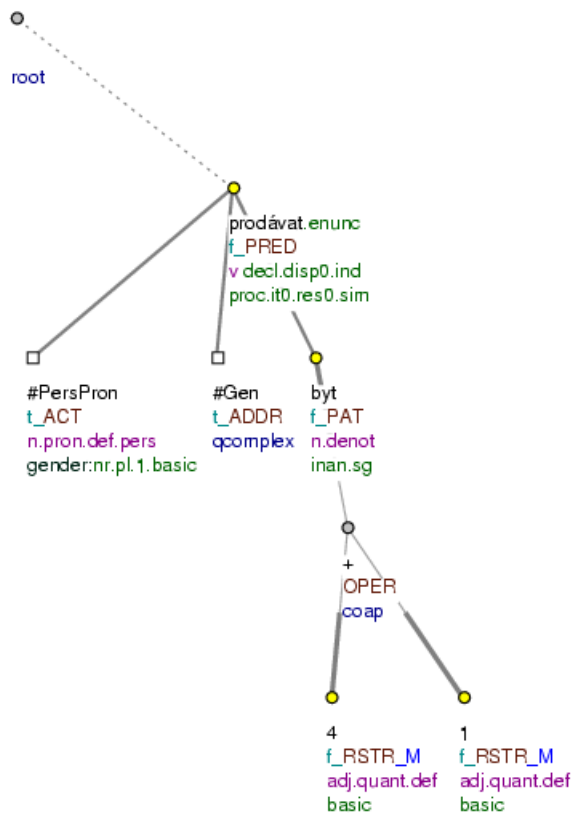 root
prodávat.enunc
f_PRED
v decl.disp0.ind
proc.it0.res0.sim
#PersPron
t_ACT
n.pron.def.pers
gender:nr.pl.1.basic
#Gen
t_ADDR
qcomplex
byt
f_PAT
n.denot
inan.sg
+
OPER
coap
4
f_RSTR_M
adj.quant.def
basic
1
f_RSTR_M
adj.quant.def
basic